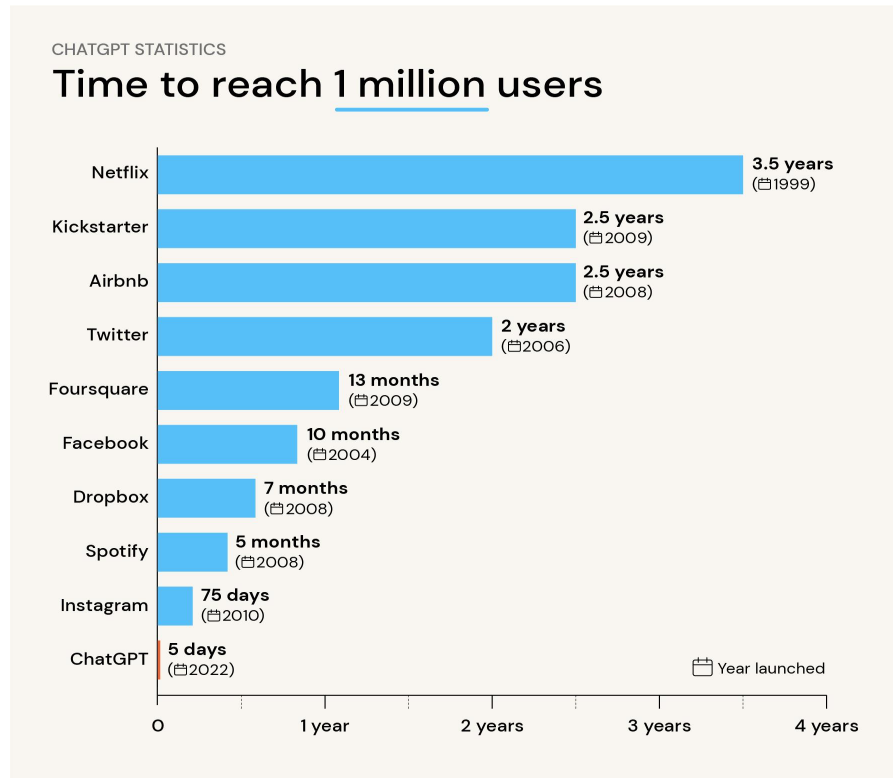 CHATGPT STATISTICS
Time to reach 1 million users
Netflix
3.5 years
(1999)
Kickstarter
2.5 years
(2009)
Airbnb
2.5 years
(2008)
Twitter
2 years
(2006)
Foursquare
13 months
(2009)
Facebook
10 months
(2004)
Dropbox
7 months
(2008)
Spotify
5 months
(2008)
Instagram
75 days
(2010)
ChatGPT
5 days
(2022)
Year launched
0 1 year 2 years 3 years 4 years